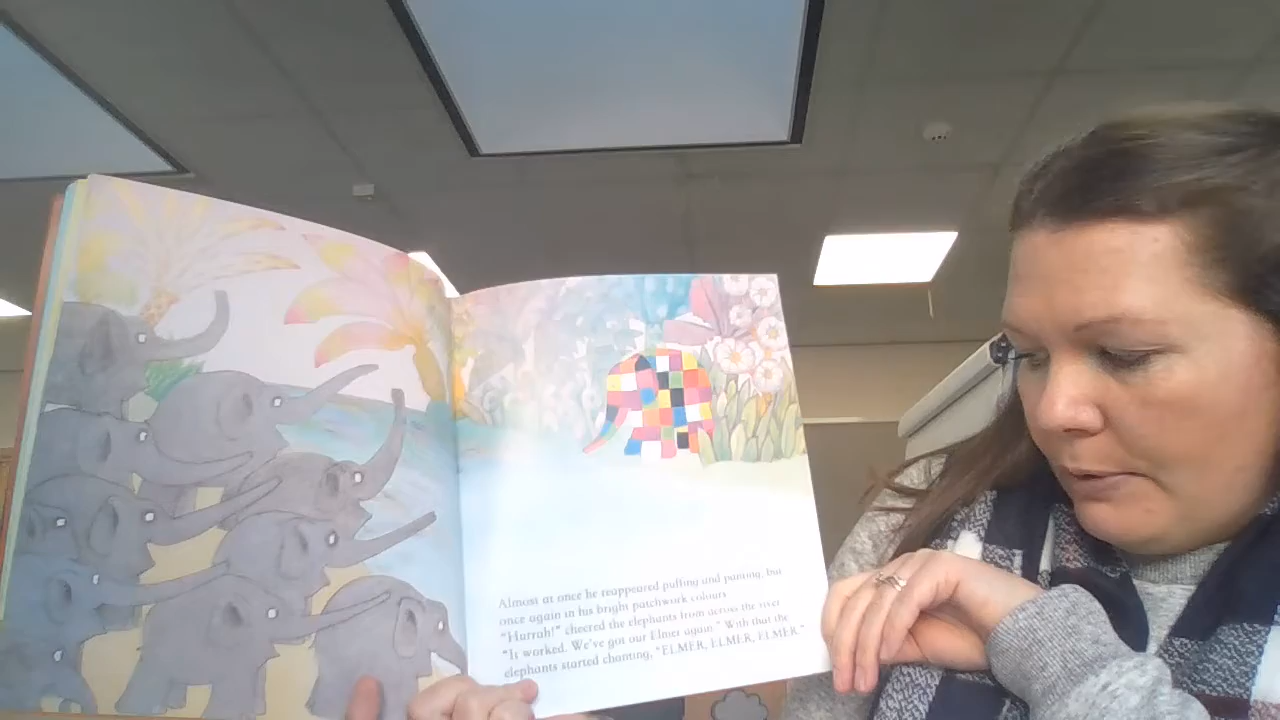 Almost at once he reappeared puffing and panting, but
once again in his bright patchwork colours
"Hurrah!" cheered the elephants from across the river
"It worked. We've got our Elmer again." With that the
elephants started chanting, "ELMER, ELMER, ELMER"